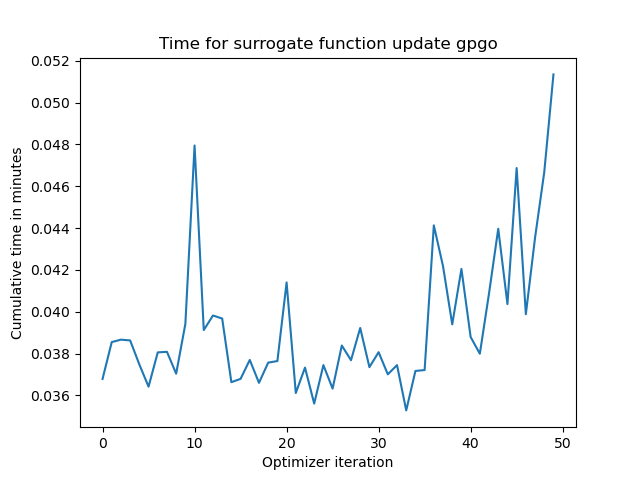 Time for surrogate function update gpgo
0.052
0.050
0.048
0.046
0.044
0.042
0.040
0.038
0.036
Cumulative time in minutes
0 10 20 30 40 50
Optimizer iteration